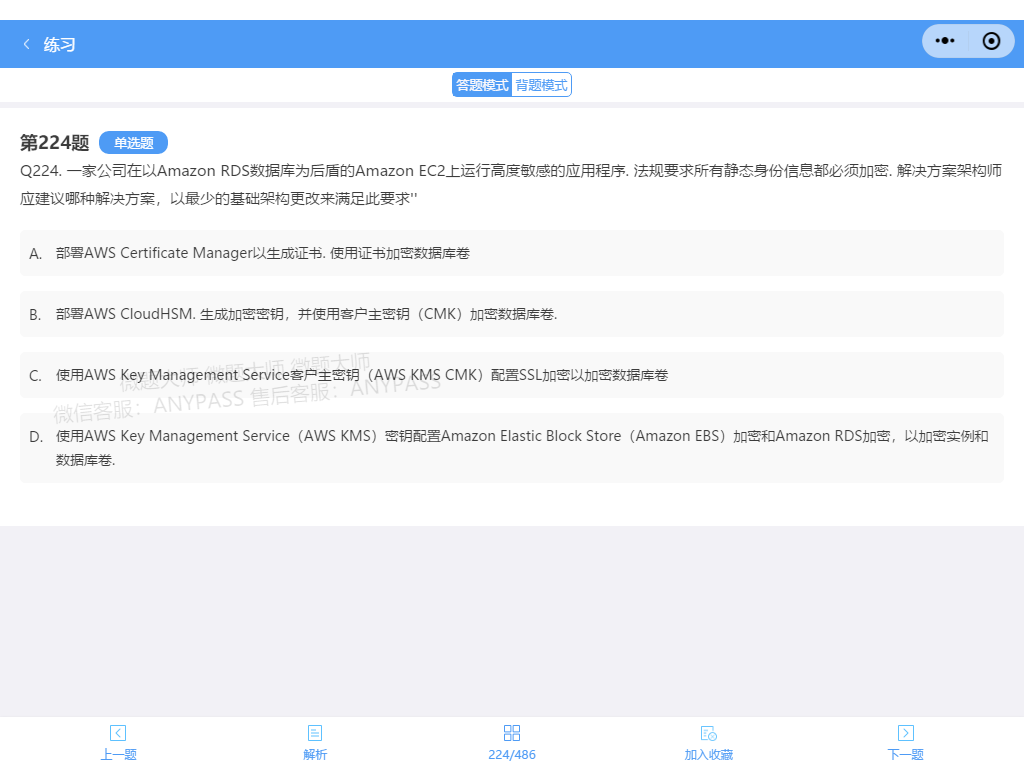 练习
答题模式 背题模式
第224题 单选题
Q224. 一家公司在以Amazon RDS数据库为后盾的Amazon EC2上运行高度敏感的应用程序. 法规要求所有静态身份信息都必须加密. 解决方案架构师
应建议哪种解决方案，以最少的基础架构更改来满足此要求''
A. 部署AWS Certificate Manager以生成证书. 使用证书加密数据库卷
B. 部署AWS CloudHSM. 生成加密密钥，并使用客户主密钥（CMK）加密数据库卷.
微题大师 微题大师 微题大师
C. 使用AWS Key Management Service客户主密钥（AWS KMS CMK）配置SSL加密以加密数据库卷
微信客服：ANYPASS 售后客服：ANYPASS
D. 使用AWS Key Management Service（AWS KMS）密钥配置Amazon Elastic Block Store（Amazon EBS）加密和Amazon RDS加密，以加密实例和
数据库卷.
上一题 解析 224/486 加入收藏 下一题